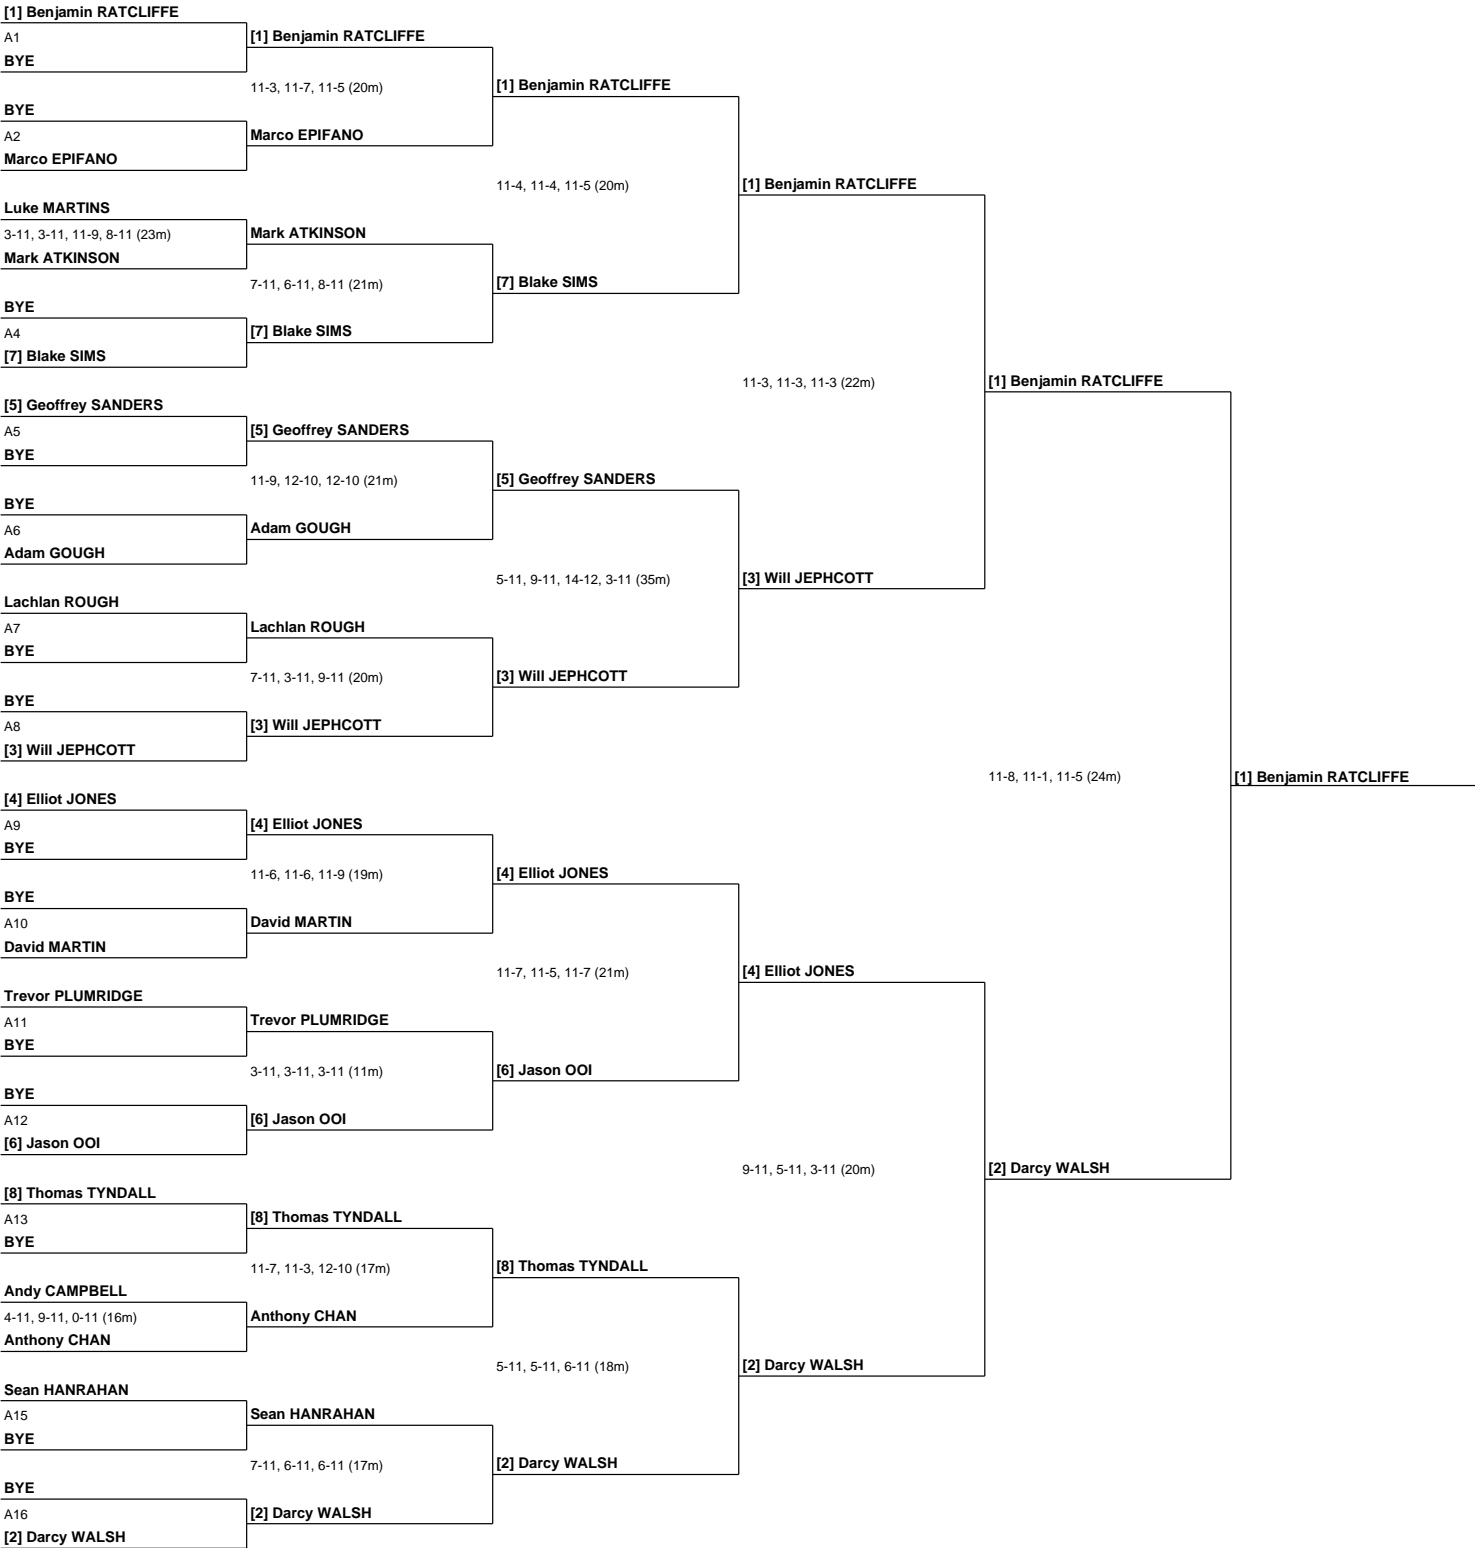 [1] Benjamin RATCLIFFE
A1
BYE
BYE
A2
Marco EPIFANO
Luke MARTINS
3-11, 3-11, 11-9, 8-11 (23m)
Mark ATKINSON
BYE
A4
[7] Blake SIMS
[5] Geoffrey SANDERS
A5
BYE
BYE
A6
Adam GOUGH
Lachlan ROUGH
A7
BYE
BYE
A8
[3] Will JEPHCOTT
[4] Elliot JONES
A9
BYE
BYE
A10
David MARTIN
Trevor PLUMRIDGE
A11
BYE
BYE
A12
[6] Jason OOI
[8] Thomas TYNDALL
A13
BYE
Andy CAMPBELL
4-11, 9-11, 0-11 (16m)
Anthony CHAN
Sean HANRAHAN
A15
BYE
BYE
A16
[2] Darcy WALSH
[1] Benjamin RATCLIFFE
11-3, 11-7, 11-5 (20m)
Marco EPIFANO
Mark ATKINSON
7-11, 6-11, 8-11 (21m)
[7] Blake SIMS
[5] Geoffrey SANDERS
11-9, 12-10, 12-10 (21m)
Adam GOUGH
Lachlan ROUGH
7-11, 3-11, 9-11 (20m)
[3] Will JEPHCOTT
[4] Elliot JONES
11-6, 11-6, 11-9 (19m)
David MARTIN
Trevor PLUMRIDGE
3-11, 3-11, 3-11 (11m)
[6] Jason OOI
[8] Thomas TYNDALL
11-7, 11-3, 12-10 (17m)
Anthony CHAN
Sean HANRAHAN
7-11, 6-11, 6-11 (17m)
[2] Darcy WALSH
[1] Benjamin RATCLIFFE
11-4, 11-4, 11-5 (20m)
[7] Blake SIMS
[5] Geoffrey SANDERS
5-11, 9-11, 14-12, 3-11 (35m)
[3] Will JEPHCOTT
[4] Elliot JONES
11-7, 11-5, 11-7 (21m)
[6] Jason OOI
[8] Thomas TYNDALL
5-11, 5-11, 6-11 (18m)
[2] Darcy WALSH
[1] Benjamin RATCLIFFE
11-3, 11-3, 11-3 (22m)
[3] Will JEPHCOTT
[4] Elliot JONES
9-11, 5-11, 3-11 (20m)
[2] Darcy WALSH
[1] Benjamin RATCLIFFE
11-8, 11-1, 11-5 (24m)
[2] Darcy WALSH
[1] Benjamin RATCLIFFE